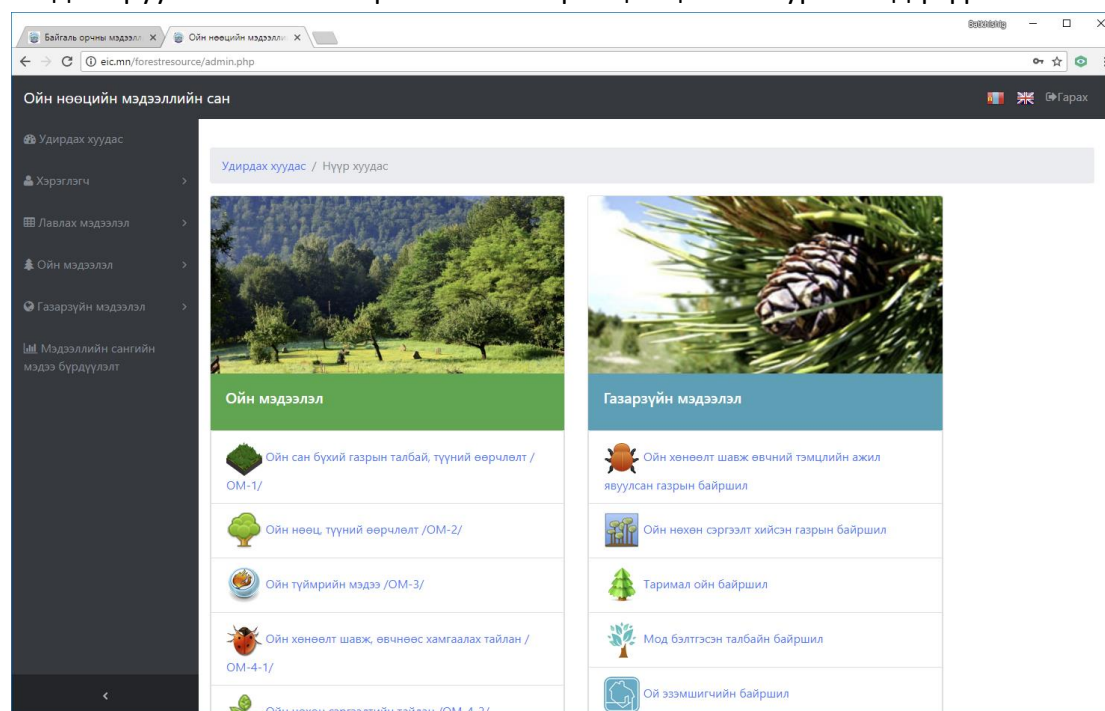 Байгаль орчны мэдээлл
Ойн нөөцийн мэдээлли
eic.mn/forestresource/admin.php
Ойн нөөцийн мэдээллийн сан
Гарах
Удирдах хуудас
Хэрэглэгч
Лавлах мэдээлэл
Ойн мэдээлэл
Газарзүйн мэдээлэл
Мэдээллийн сангийн
мэдээ бүрдүүлэлт
Удирдах хуудас / Нүүр хуудас
Ойн мэдээлэл
Ойн сан бүхий газрын талбай, түүний өөрчлөлт /
ОМ-1/
Ойн нөөц, түүний өөрчлөлт /ОМ-2/
Ойн түймрийн мэдээ /ОМ-3/
Ойн хөнөөлт шавж, өвчнөөс хамгаалах тайлан /
ОМ-4-1/
Газарзүйн мэдээлэл
Ойн хөнөөлт шавж өвчний тэмцлийн ажил
явуулсан газрын байршил
Ойн нөхөн сэргээлт хийсэн газрын байршил
Таримал ойн байршил
Мод бэлтгэсэн талбайн байршил
Ой эзэмшигчийн байршил